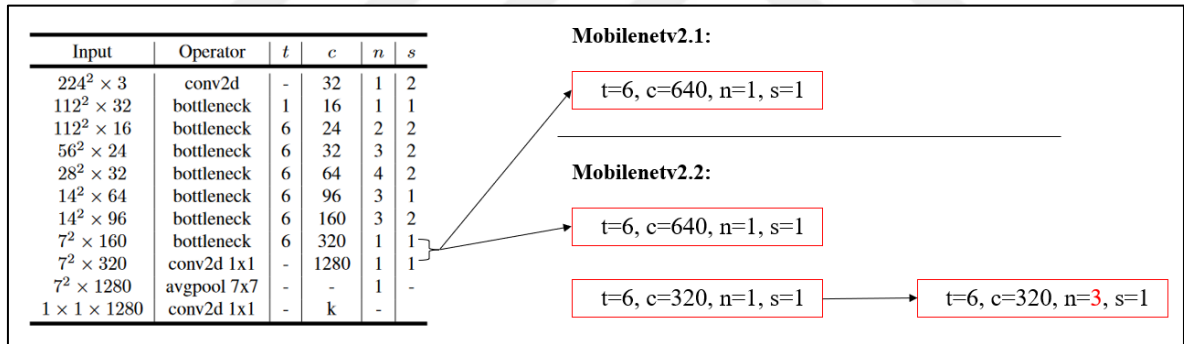 Input Operator t c n s
224² × 3 conv2d - 32 1 2
112² × 32 bottleneck 1 16 1 1
112² × 16 bottleneck 6 24 2 2
56² × 24 bottleneck 6 32 3 2
28² × 32 bottleneck 6 64 4 2
14² × 64 bottleneck 6 96 3 1
14² × 96 bottleneck 6 160 3 2
7² × 160 bottleneck 6 320 1 1
7² × 320 conv2d 1x1 - 1280 1 1
7² × 1280 avgpool 7x7 - - 1 -
1 × 1 × 1280 conv2d 1x1 - k -
Mobilenetv2.1:
t=6, c=640, n=1, s=1
Mobilenetv2.2:
t=6, c=640, n=1, s=1
t=6, c=320, n=1, s=1 t=6, c=320, n=3, s=1